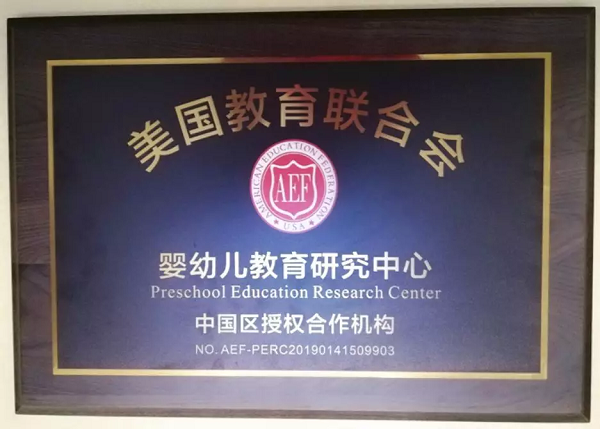 美国教育联合会
AMERICAN EDUCATION FEDERATION
AEF
USA
婴幼儿教育研究中心
Preschool Education Research Center
中国区授权合作机构
NO. AEF-PERC20190141509903